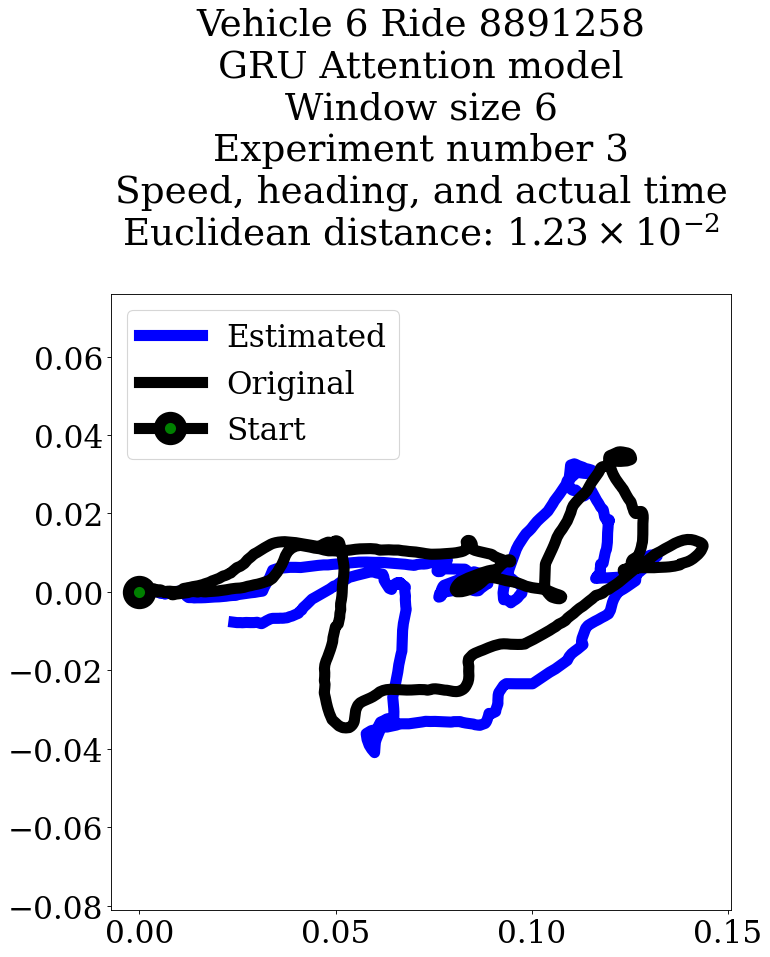 Vehicle 6 Ride 8891258
GRU Attention model
Window size 6
Experiment number 3
Speed, heading, and actual time
Euclidean distance: 1.23 × 10⁻²
Estimated
Original
Start
0.06
0.04
0.02
0.00
−0.02
−0.04
−0.06
−0.08
0.00 0.05 0.10 0.15